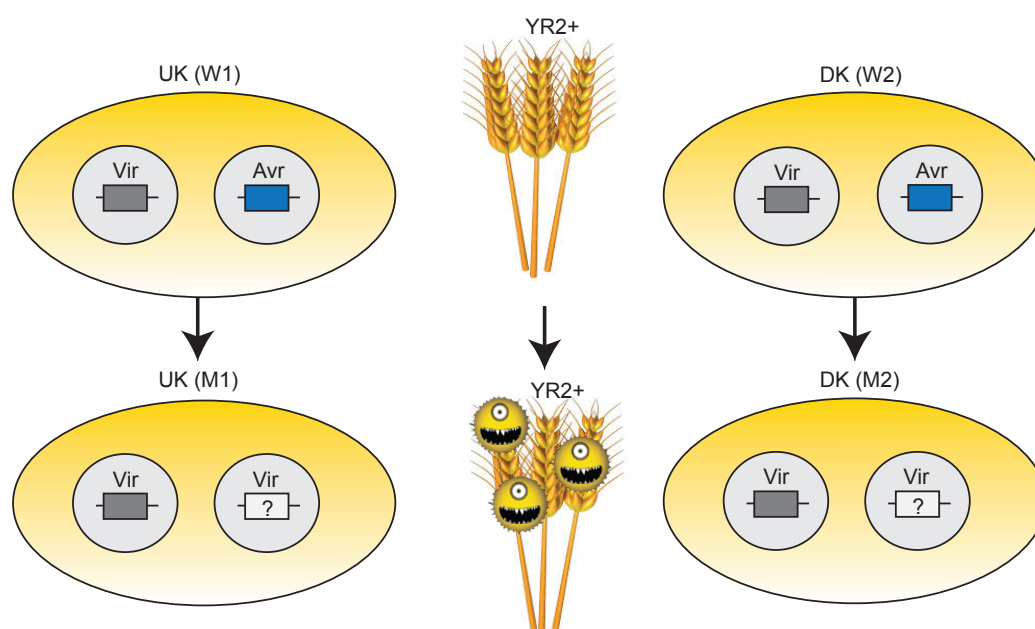 YR2+
UK (W1)
DK (W2)
Vir
Avr
Vir
Avr
UK (M1)
YR2+
DK (M2)
Vir
Vir
?
Vir
Vir
?